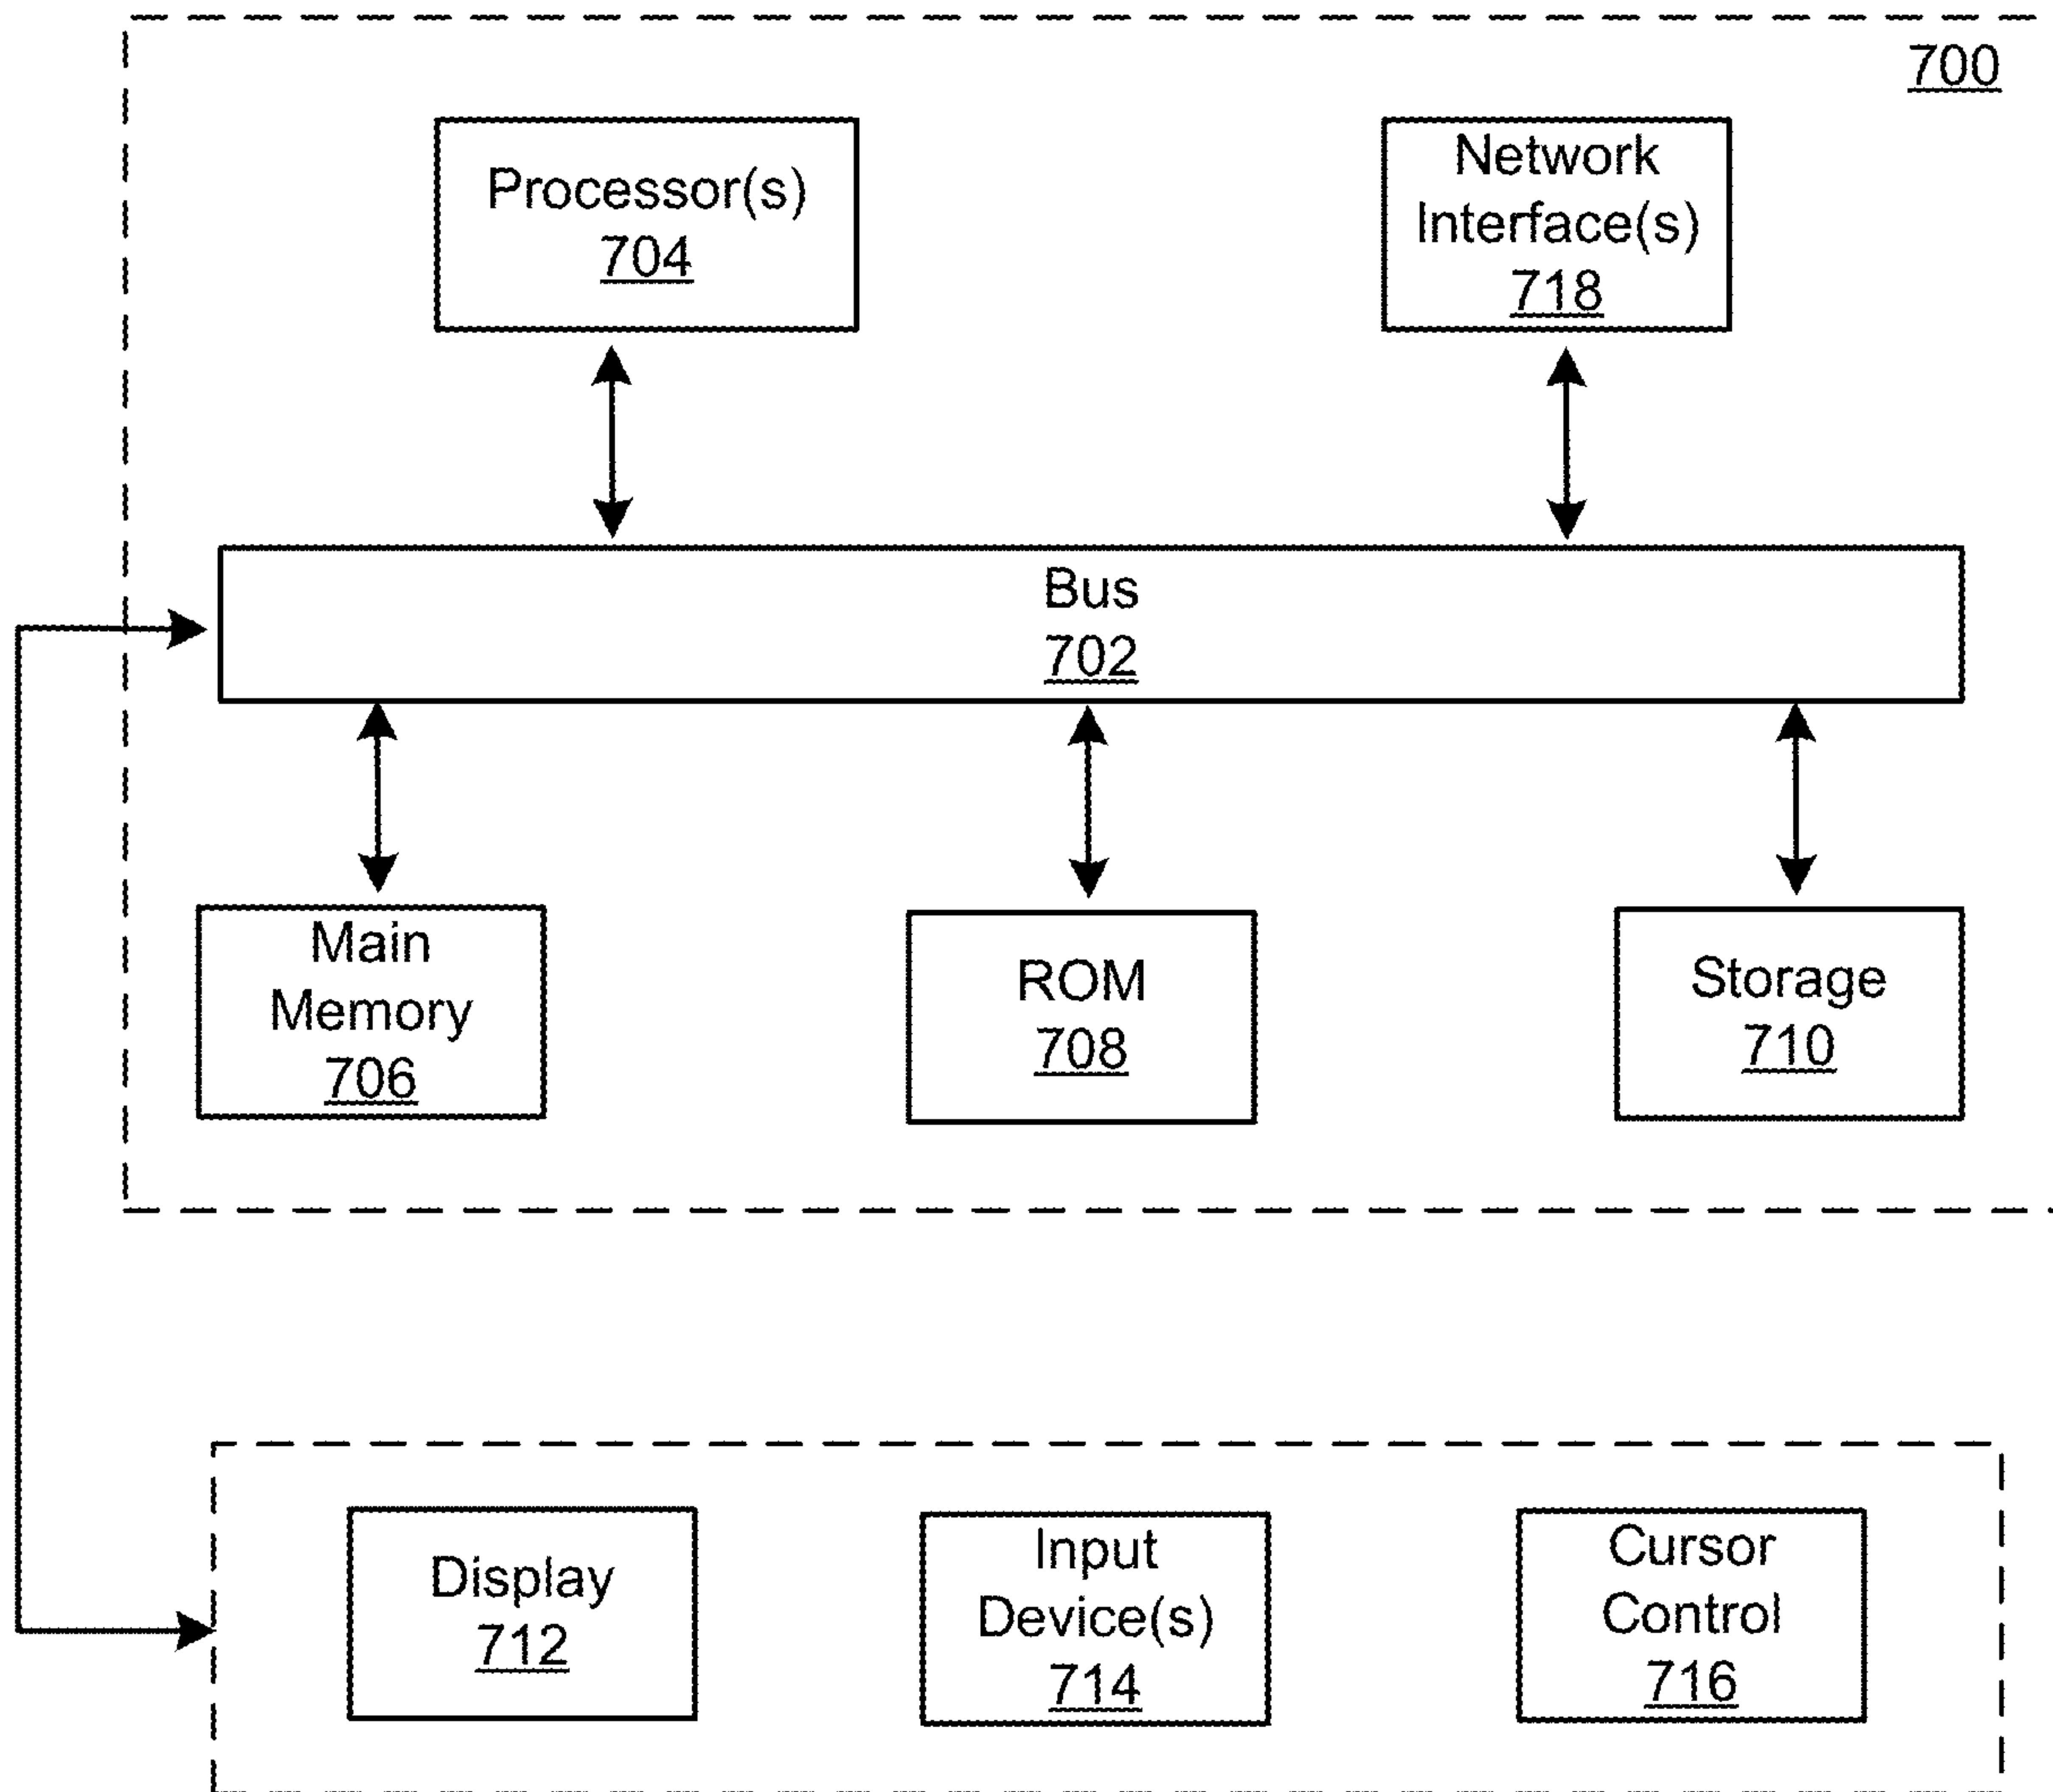 700
Processor(s)
704
Network
Interface(s)
718
Bus
702
Main
Memory
706
ROM
708
Storage
710
Display
712
Input
Device(s)
714
Cursor
Control
716